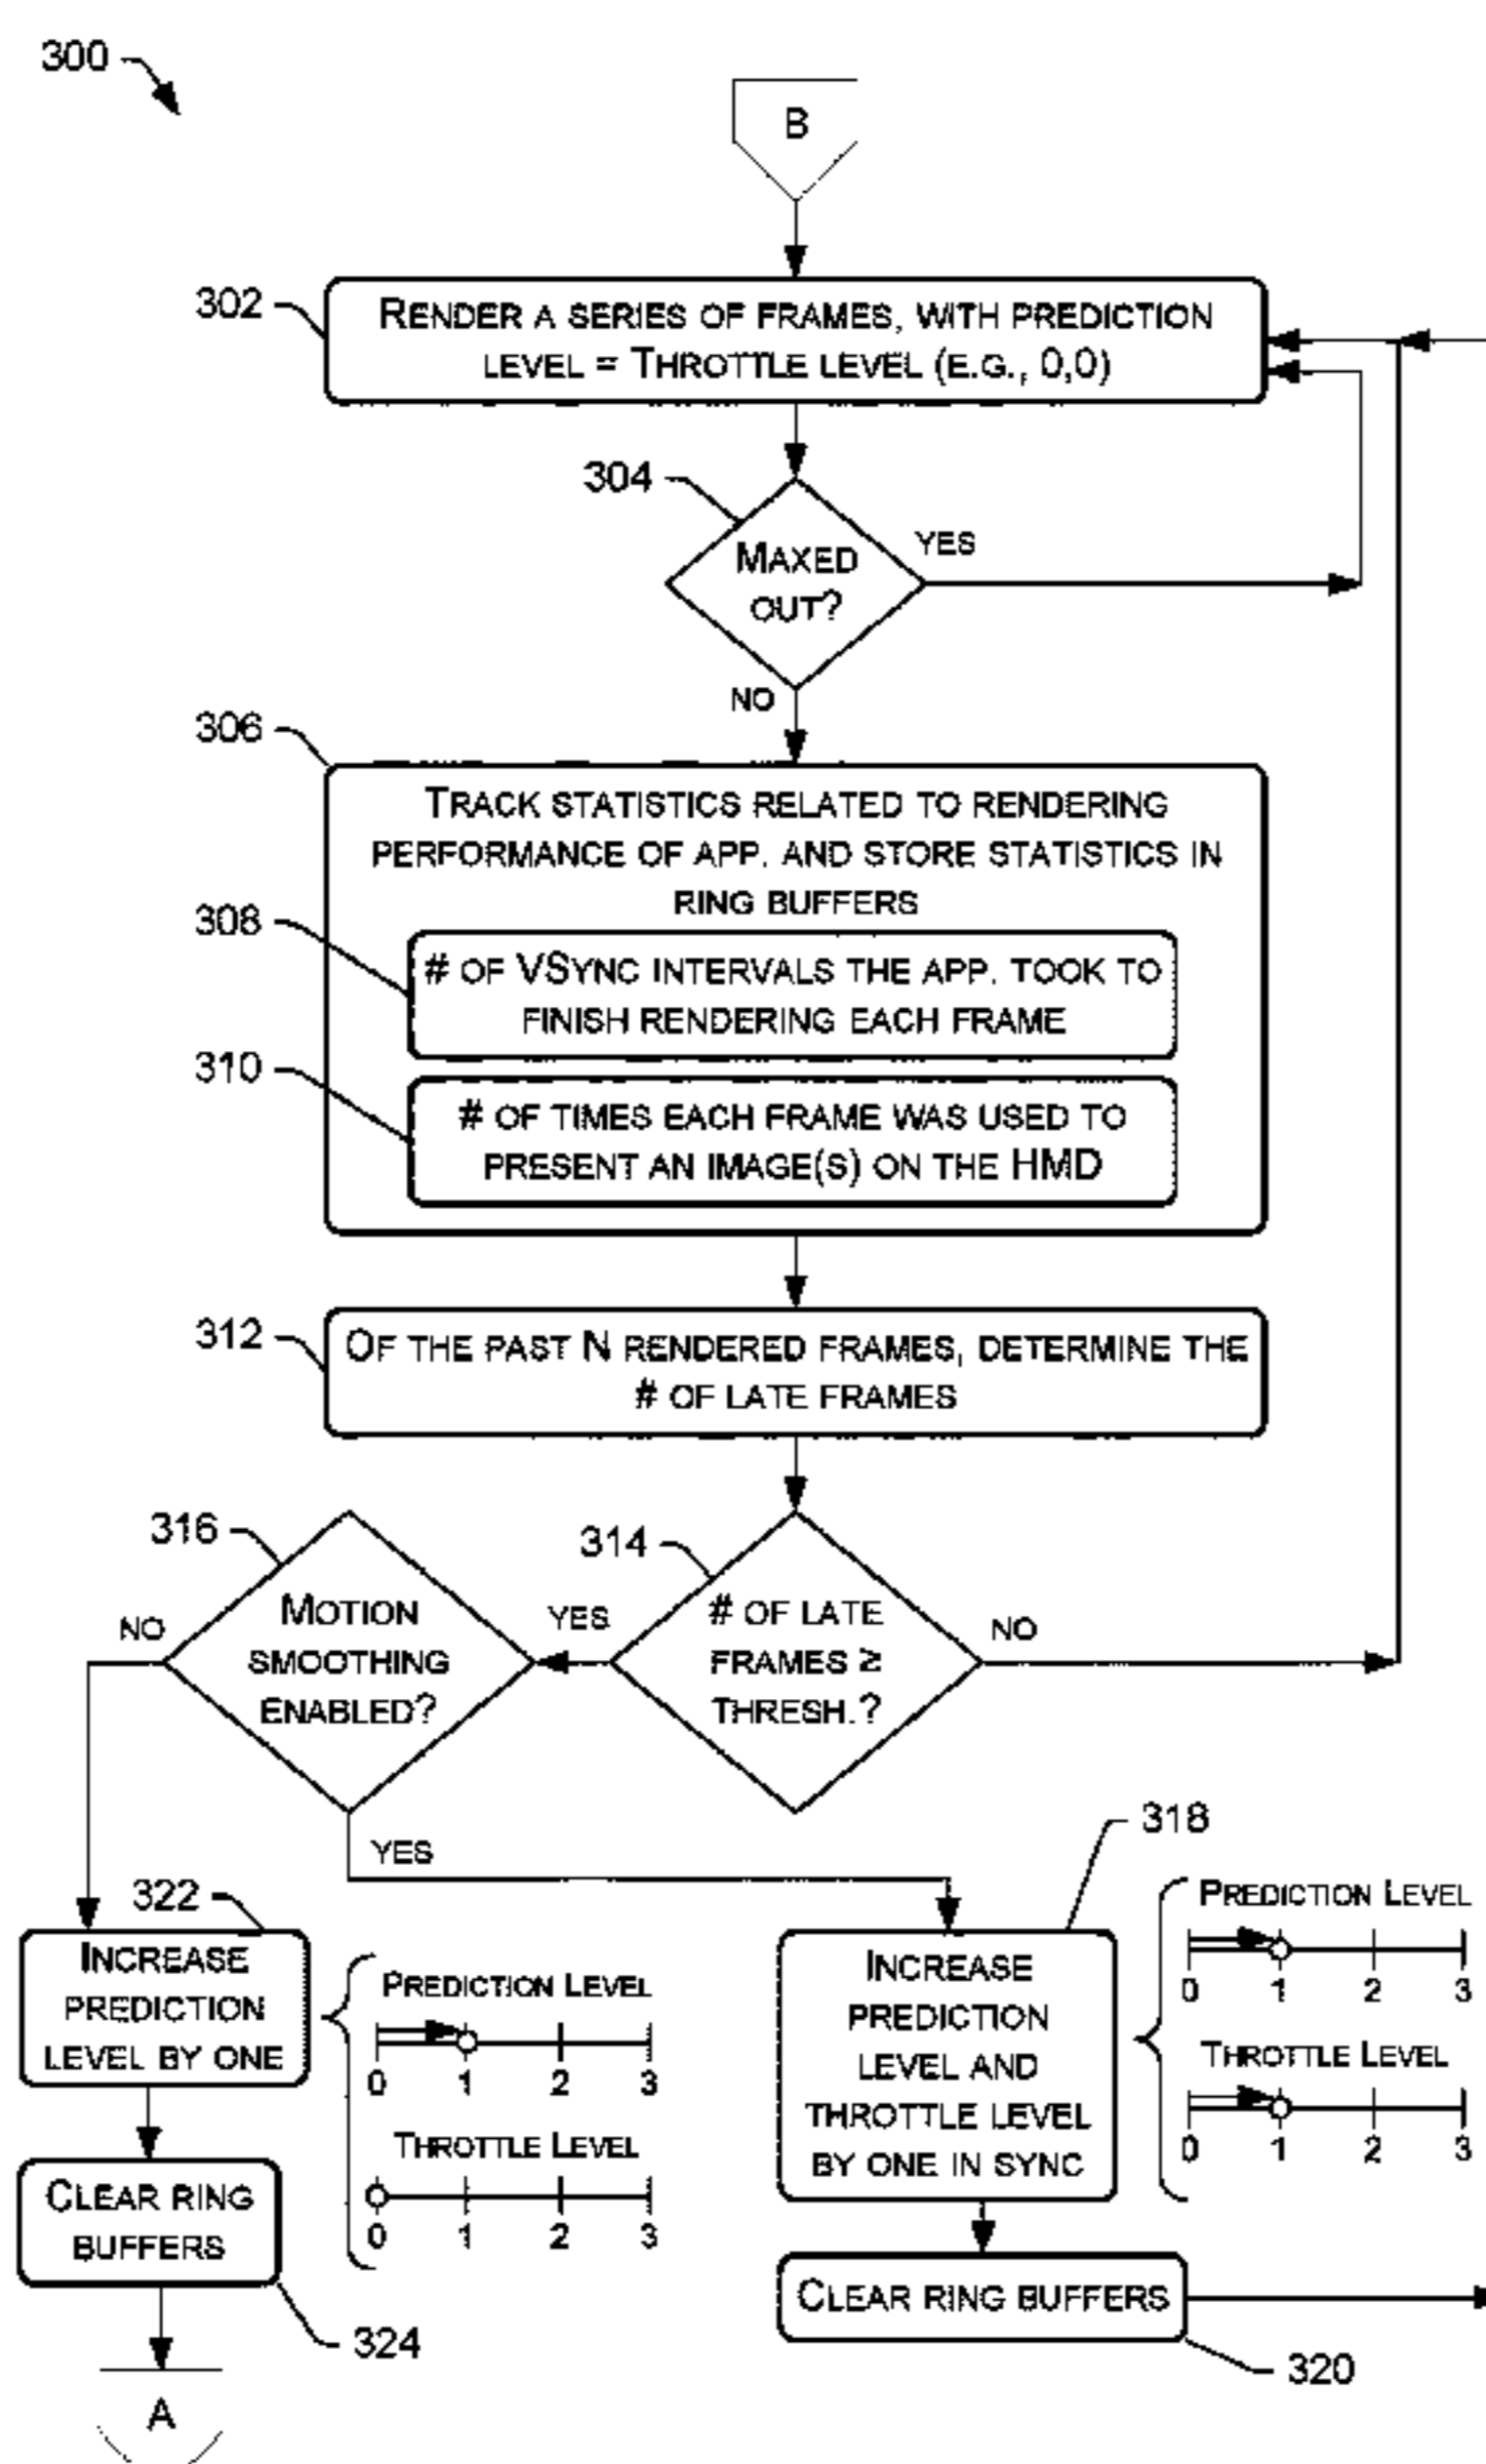 300
B
302
RENDER A SERIES OF FRAMES, WITH PREDICTION
LEVEL = THROTTLE LEVEL (E.G., 0,0)
304
MAXED
OUT?
YES
NO
306
TRACK STATISTICS RELATED TO RENDERING
PERFORMANCE OF APP. AND STORE STATISTICS IN
RING BUFFERS
308
# OF VSYNC INTERVALS THE APP. TOOK TO
FINISH RENDERING EACH FRAME
310
# OF TIMES EACH FRAME WAS USED TO
PRESENT AN IMAGE(S) ON THE HMD
312
OF THE PAST N RENDERED FRAMES, DETERMINE THE
# OF LATE FRAMES
316
MOTION
SMOOTHING
ENABLED?
NO
YES
314
# OF LATE
FRAMES ≥
THRESH.?
YES
NO
322
INCREASE
PREDICTION
LEVEL BY ONE
PREDICTION LEVEL
0 1 2 3
THROTTLE LEVEL
0 1 2 3
CLEAR RING
BUFFERS
324
A
318
INCREASE
PREDICTION
LEVEL AND
THROTTLE LEVEL
BY ONE IN SYNC
PREDICTION LEVEL
0 1 2 3
THROTTLE LEVEL
0 1 2 3
CLEAR RING BUFFERS
320